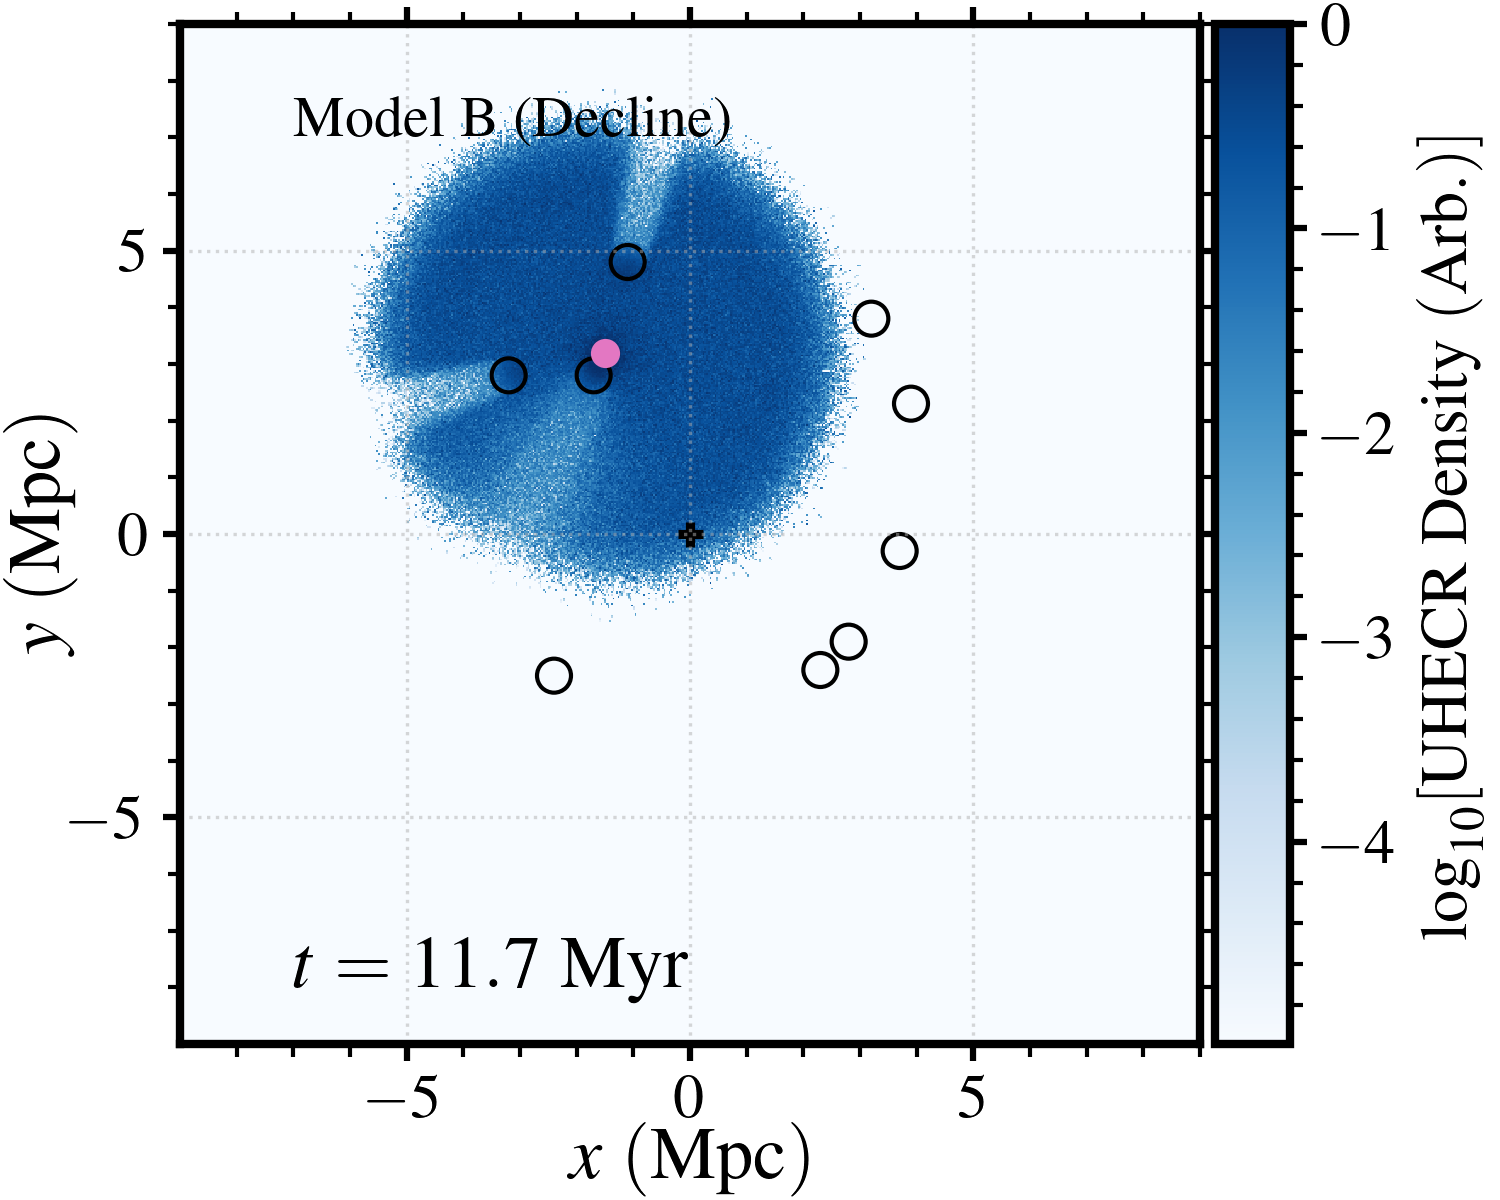 Model B (Decline)
t = 11.7 Myr
5
0
−5
y (Mpc)
−5
0
5
x (Mpc)
0
−1
−2
−3
−4
log10[UHECR Density (Arb.)]